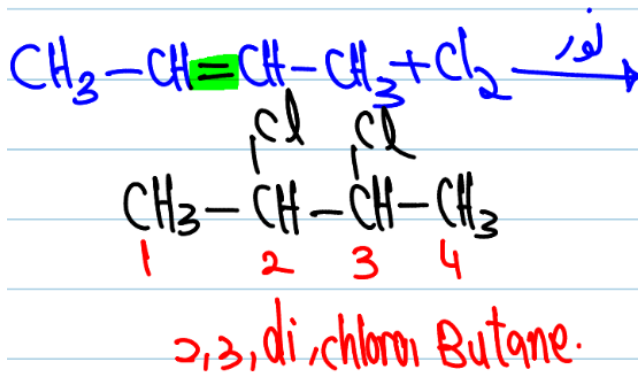 CH₃—CH=CH—CH₃+Cl₂ نور →
Cl Cl
CH₃—CH—CH—CH₃
1 2 3 4
2,3,di,chloro, Butane.